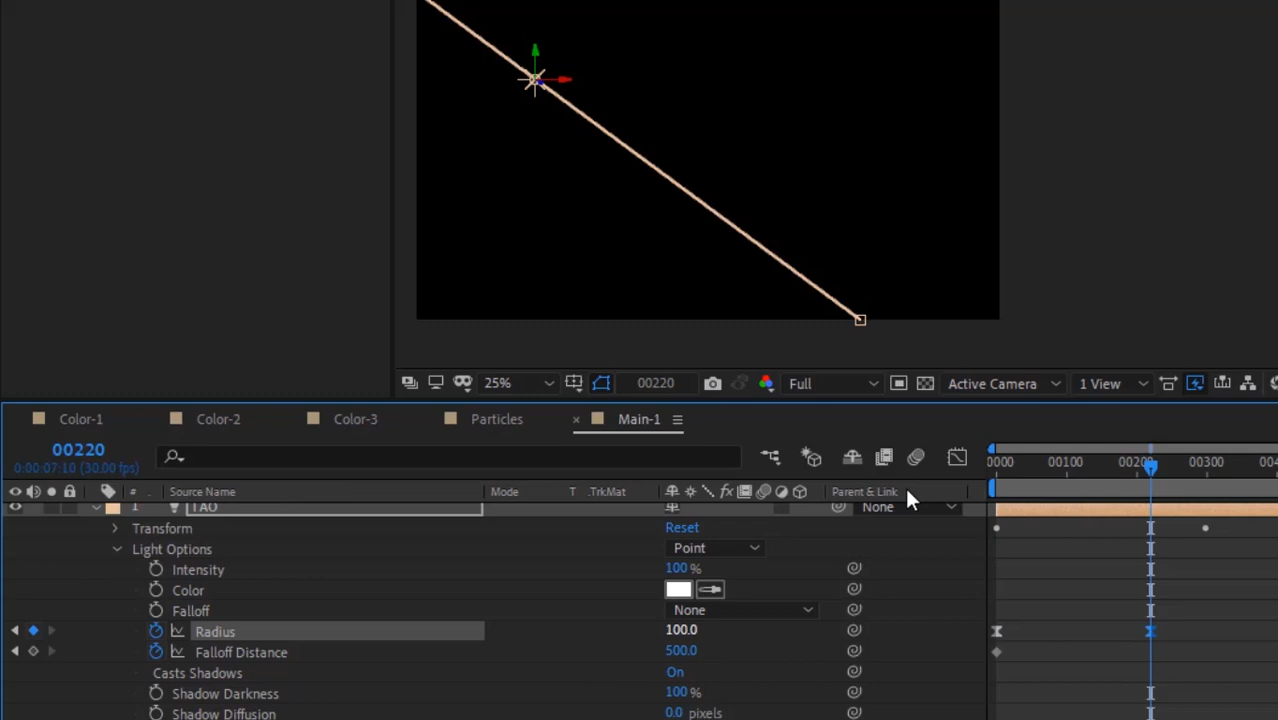 25% 00220 Full Active Camera 1 View
Color-1 Color-2 Color-3 Particles × Main-1
00220
0:00:07:10 (30.00 fps)
0000 00100 00200 00300
# . Source Name Mode T .TrkMat fx Parent & Link
1 TAO None
Transform Reset
Light Options Point
Intensity 100 %
Color
Falloff None
Radius 100.0
Falloff Distance 500.0
Casts Shadows On
Shadow Darkness 100 %
Shadow Diffusion 0.0 pixels